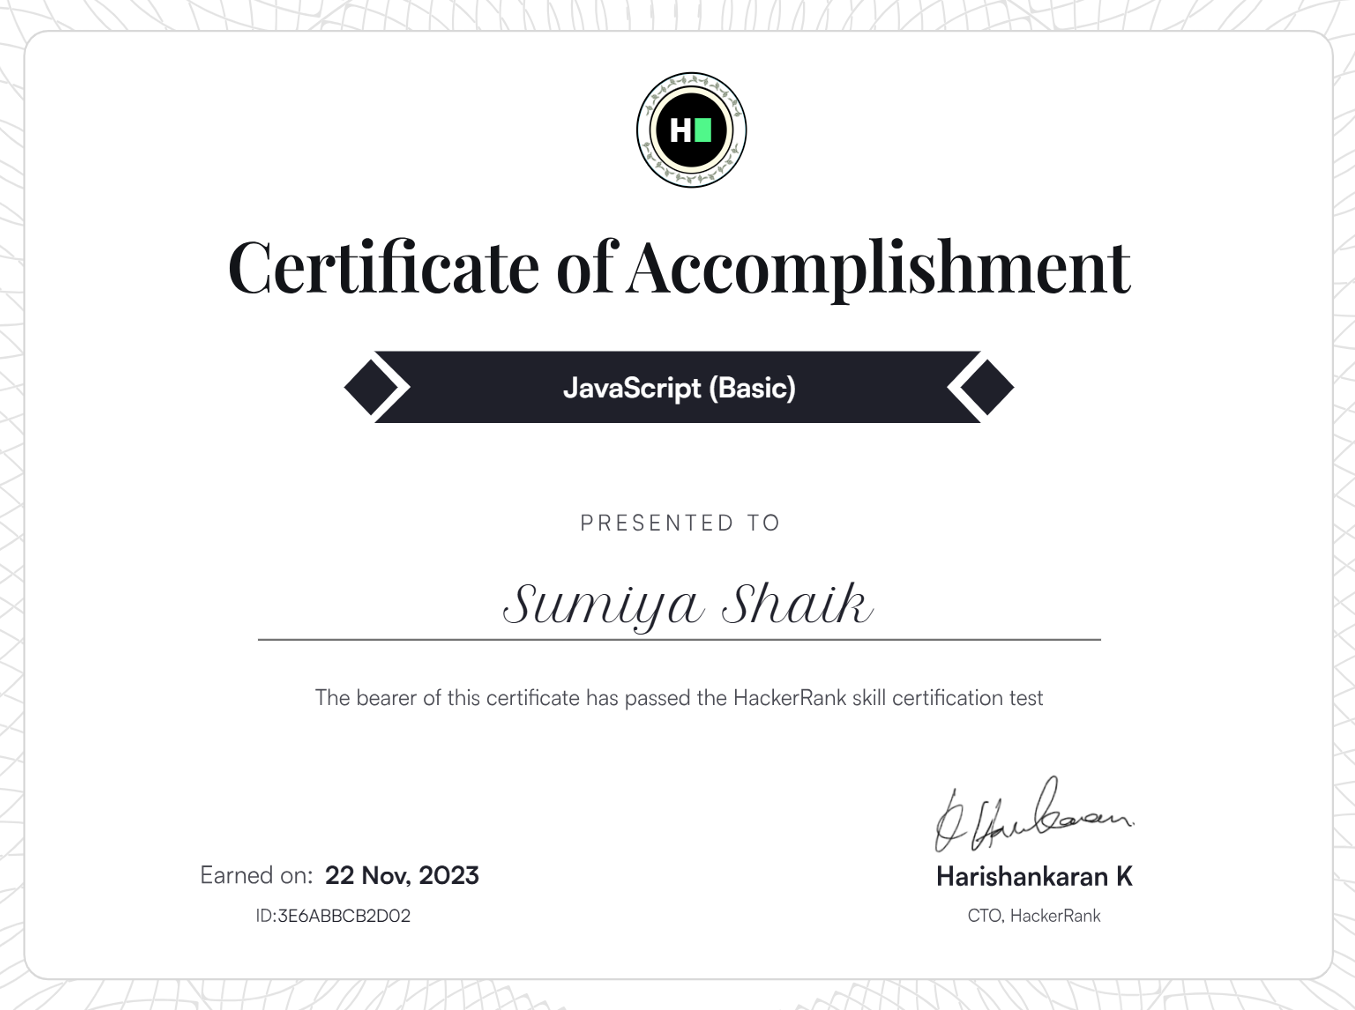 H
Certificate of Accomplishment
JavaScript (Basic)
PRESENTED TO
Sumiya Shaik
The bearer of this certificate has passed the HackerRank skill certification test
Earned on: 22 Nov, 2023
ID:3E6ABBCB2D02
Harishankaran K
CTO, HackerRank